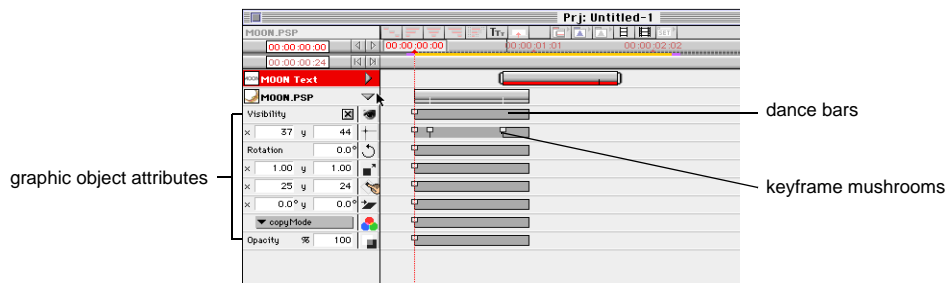 Prj: Untitled-1
MOON.PSP
TTT
SET
00:00:00:00
00:00:00:00
00:00:01:01
00:00:02:02
00:00:00:24
MOON Text
MOON.PSP
Visibility
x 37 y 44
Rotation 0.0°
x 1.00 y 1.00
x 25 y 24
x 0.0° y 0.0°
copyMode
Opacity % 100
graphic object attributes
dance bars
keyframe mushrooms